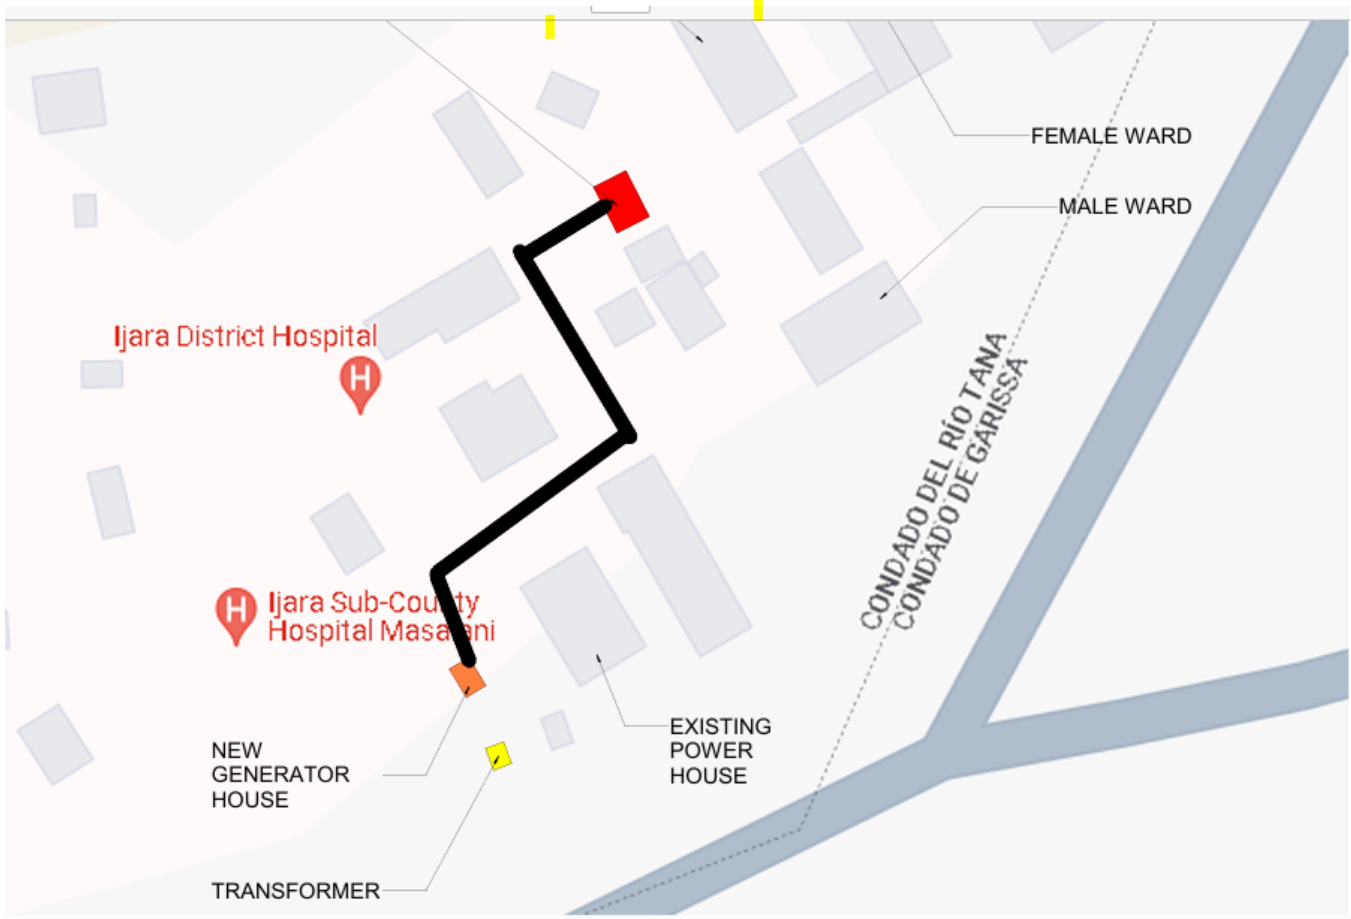 FEMALE WARD
MALE WARD
Ijara District Hospital
H
CONDADO DEL RÍO TANA
CONDADO DE GARISSA
H
Ijara Sub-County
Hospital Masalani
NEW
GENERATOR
HOUSE
EXISTING
POWER
HOUSE
TRANSFORMER